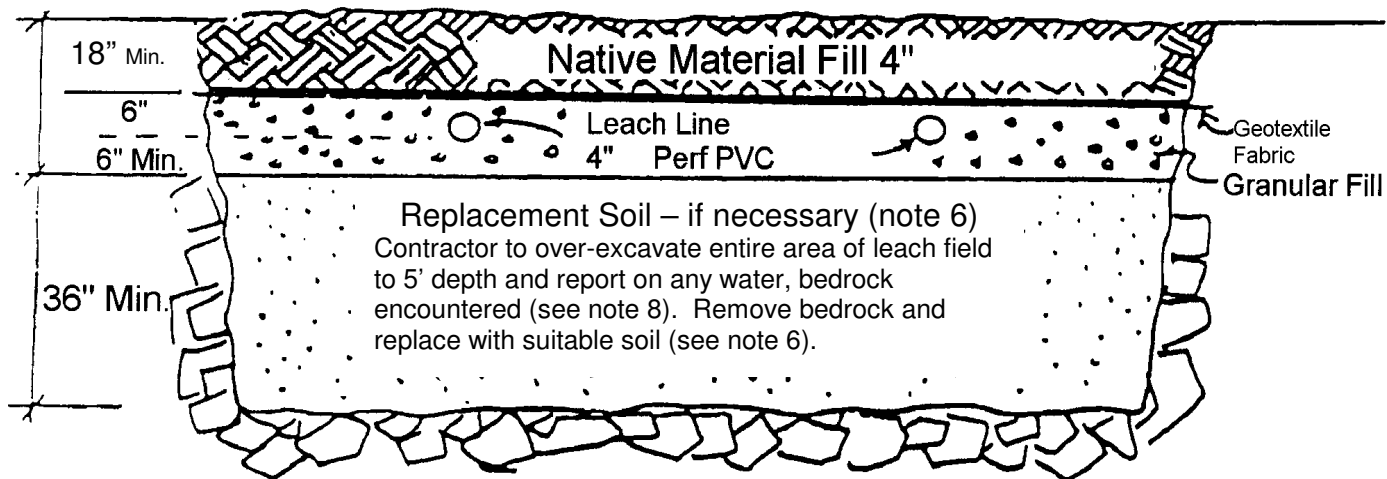 18” Min.
Native Material Fill 4"
6"
Leach Line
6" Min.
4" Perf PVC
Geotextile
Fabric
Granular Fill
Replacement Soil – if necessary (note 6)
Contractor to over-excavate entire area of leach field
to 5’ depth and report on any water, bedrock
encountered (see note 8). Remove bedrock and
replace with suitable soil (see note 6).
36" Min.